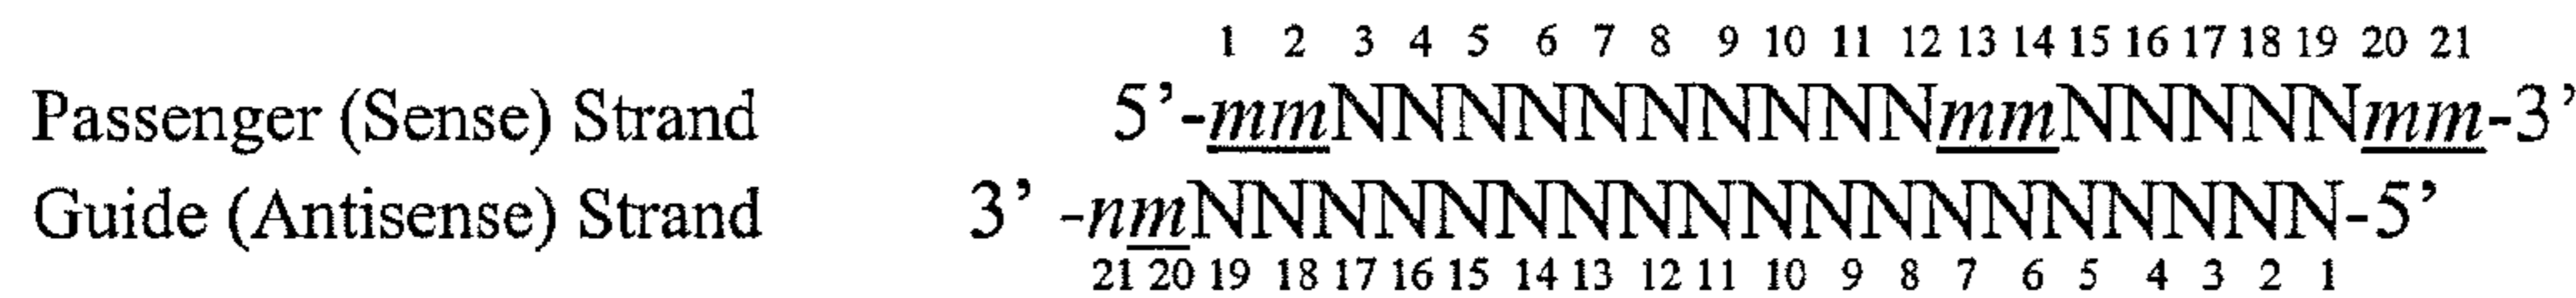 1 2 3 4 5 6 7 8 9 10 11 12 13 14 15 16 17 18 19 20 21
Passenger (Sense) Strand 5’-mmNNNNNNNNNNmmNNNNNmm-3’
Guide (Antisense) Strand 3’ -nmNNNNNNNNNNNNNNNNNNN-5’
21 20 19 18 17 16 15 14 13 12 11 10 9 8 7 6 5 4 3 2 1